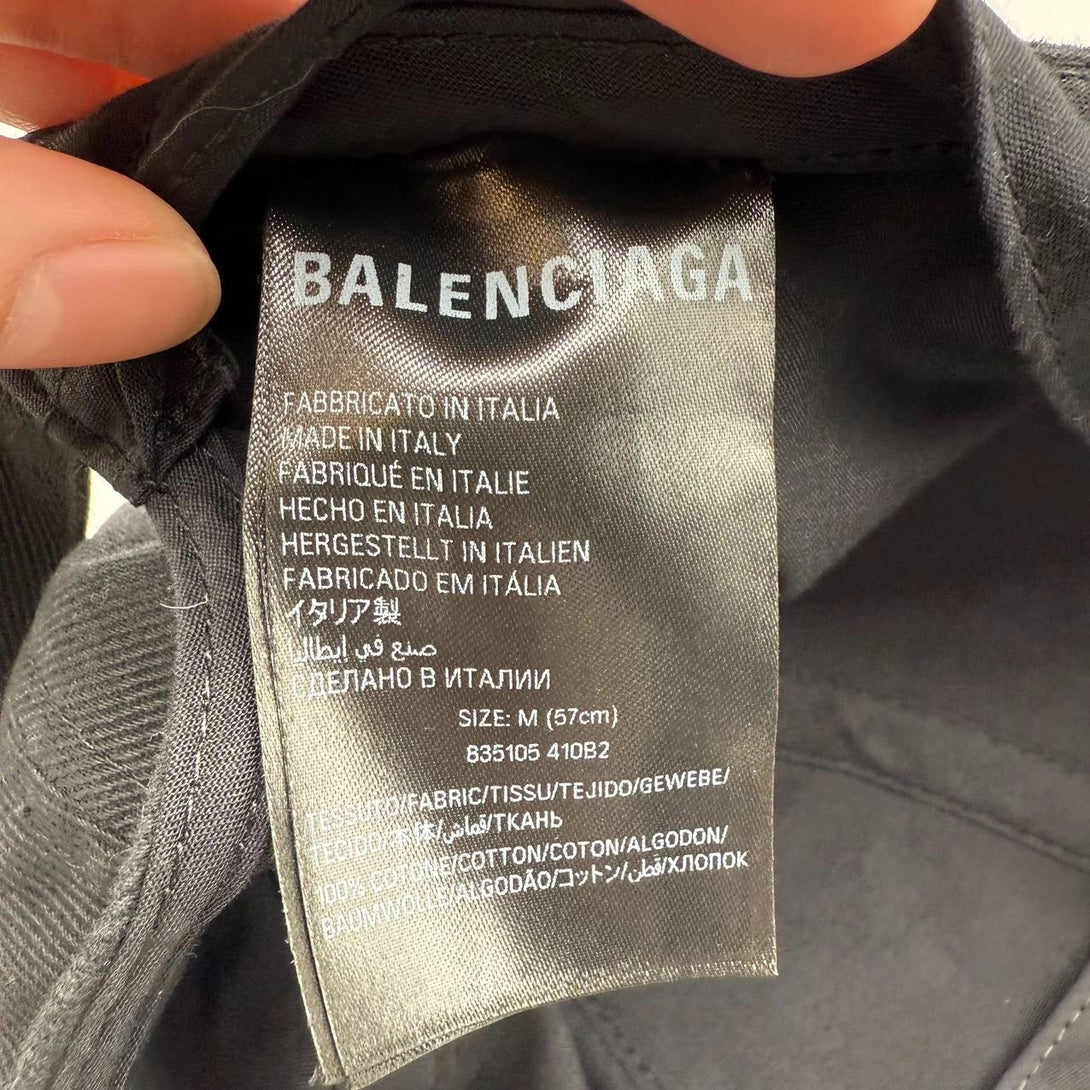 BALENCIAGA
FABBRICATO IN ITALIA
MADE IN ITALY
FABRIQUÉ EN ITALIE
HECHO EN ITALIA
HERGESTELLT IN ITALIEN
FABRICADO EM ITÁLIA
イタリア製
صنع في إيطاليا
СДЕЛАНО В ИТАЛИИ
SIZE: M (57cm)
835105 410B2
TESSUTO/FABRIC/TISSU/TEJIDO/GEWEBE/
TECIDO/本体/قماش/ТКАНЬ
100% COTONE/COTTON/COTON/ALGODON/
BAUMWOLLE/ALGODÃO/コットン/قطن/ХЛОПОК